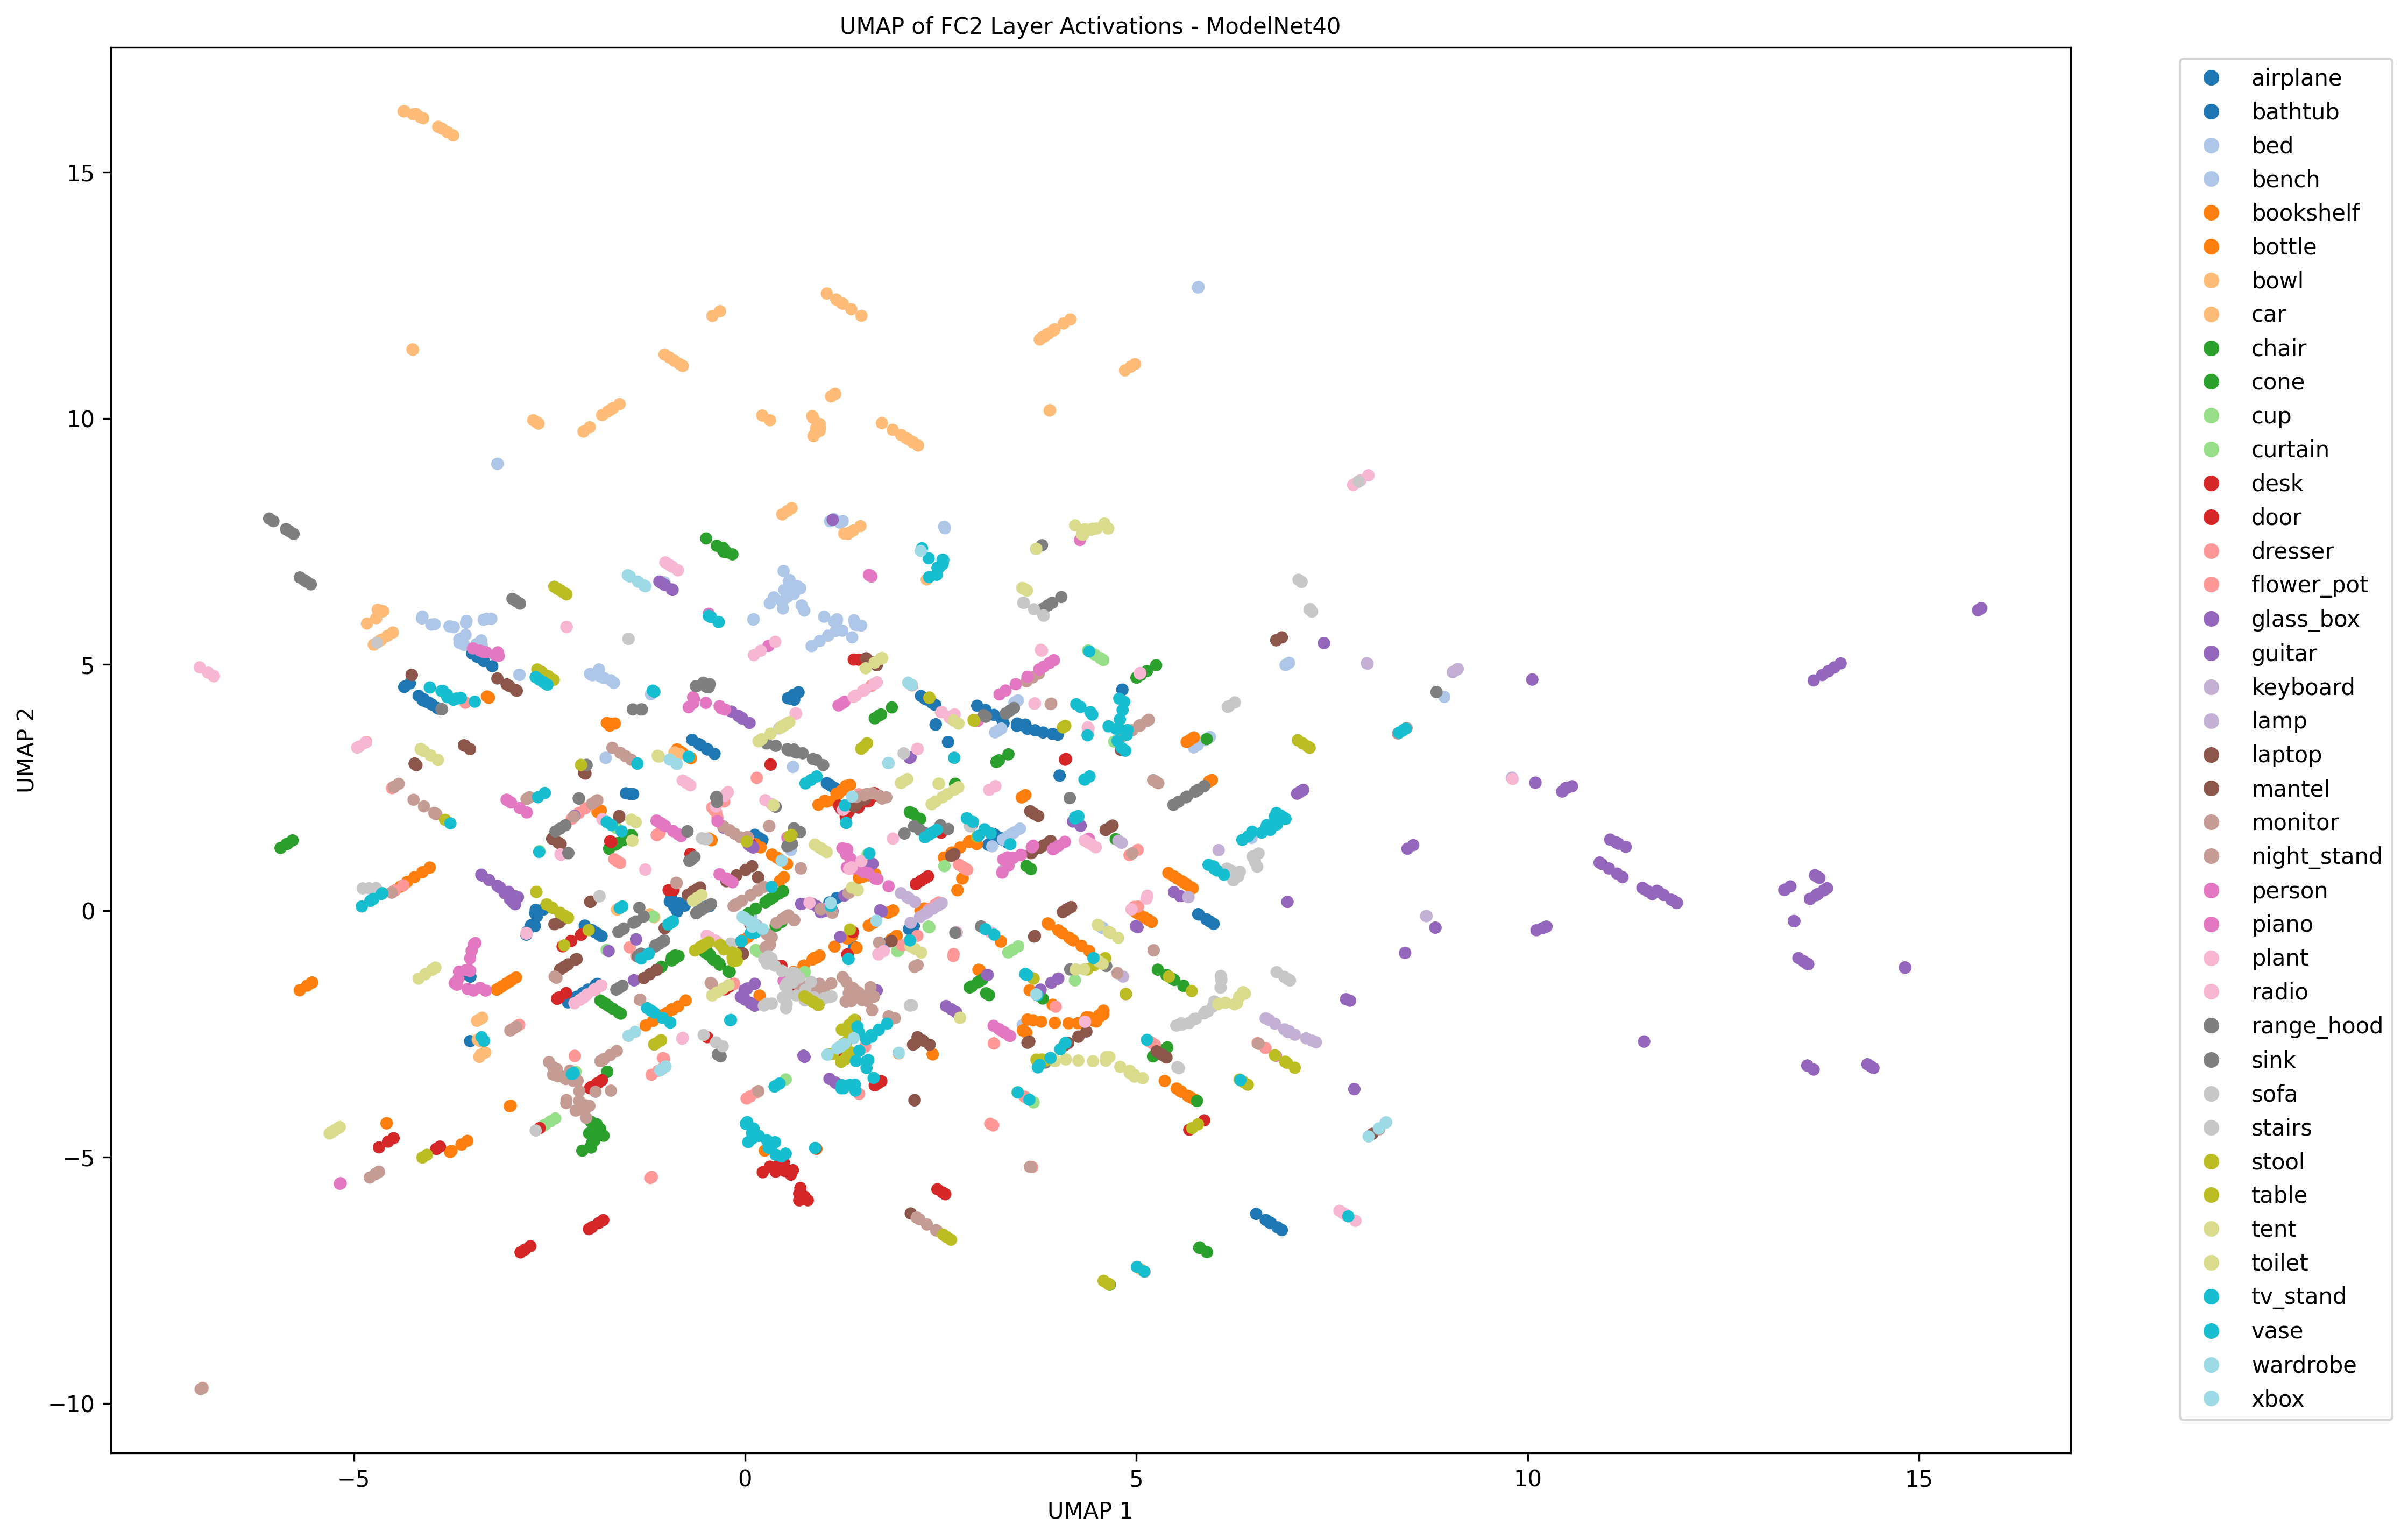 UMAP of FC2 Layer Activations - ModelNet40
15
10
5
0
−5
−10
UMAP 2
−5
0
5
10
15
UMAP 1
airplane
bathtub
bed
bench
bookshelf
bottle
bowl
car
chair
cone
cup
curtain
desk
door
dresser
flower_pot
glass_box
guitar
keyboard
lamp
laptop
mantel
monitor
night_stand
person
piano
plant
radio
range_hood
sink
sofa
stairs
stool
table
tent
toilet
tv_stand
vase
wardrobe
xbox